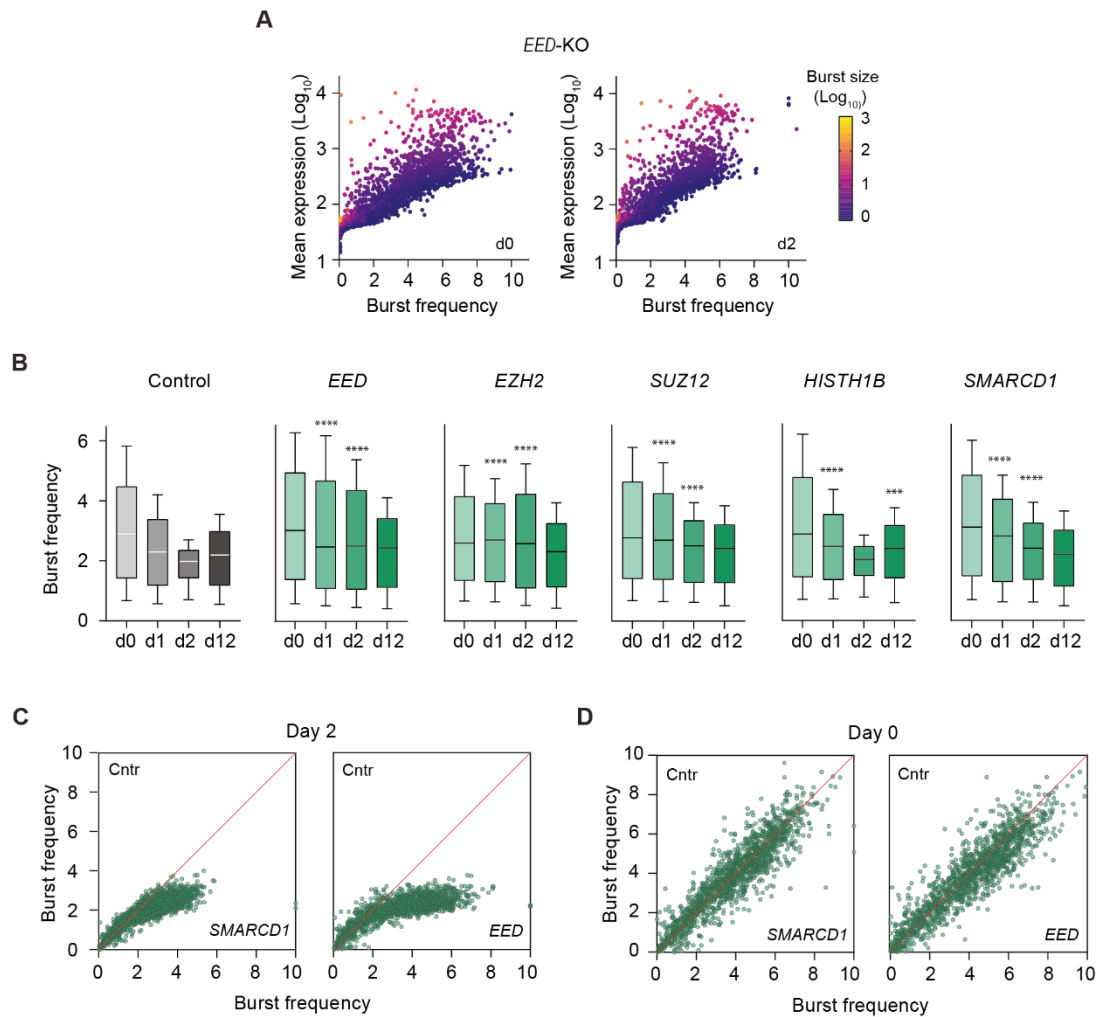 A
EED-KO
Mean expression (Log10)
4
3
2
1
0 2 4 6 8 10
Burst frequency
d0
Mean expression (Log10)
4
3
2
1
0 2 4 6 8 10
Burst frequency
d2
Burst size
(Log10)
3
2
1
0
B
Control EED EZH2 SUZ12 HISTH1B SMARCD1
Burst frequency
6
4
2
0
**** ****
**** ****
**** ****
**** ***
**** ****
d0 d1 d2 d12 d0 d1 d2 d12 d0 d1 d2 d12 d0 d1 d2 d12 d0 d1 d2 d12 d0 d1 d2 d12
C
Day 2
Burst frequency
10
8
6
4
2
0
Cntr
SMARCD1
0 2 4 6 8 10
Cntr
EED
0 2 4 6 8 10
Burst frequency
D
Day 0
Burst frequency
10
8
6
4
2
0
Cntr
SMARCD1
0 2 4 6 8 10
Cntr
EED
0 2 4 6 8 10
Burst frequency